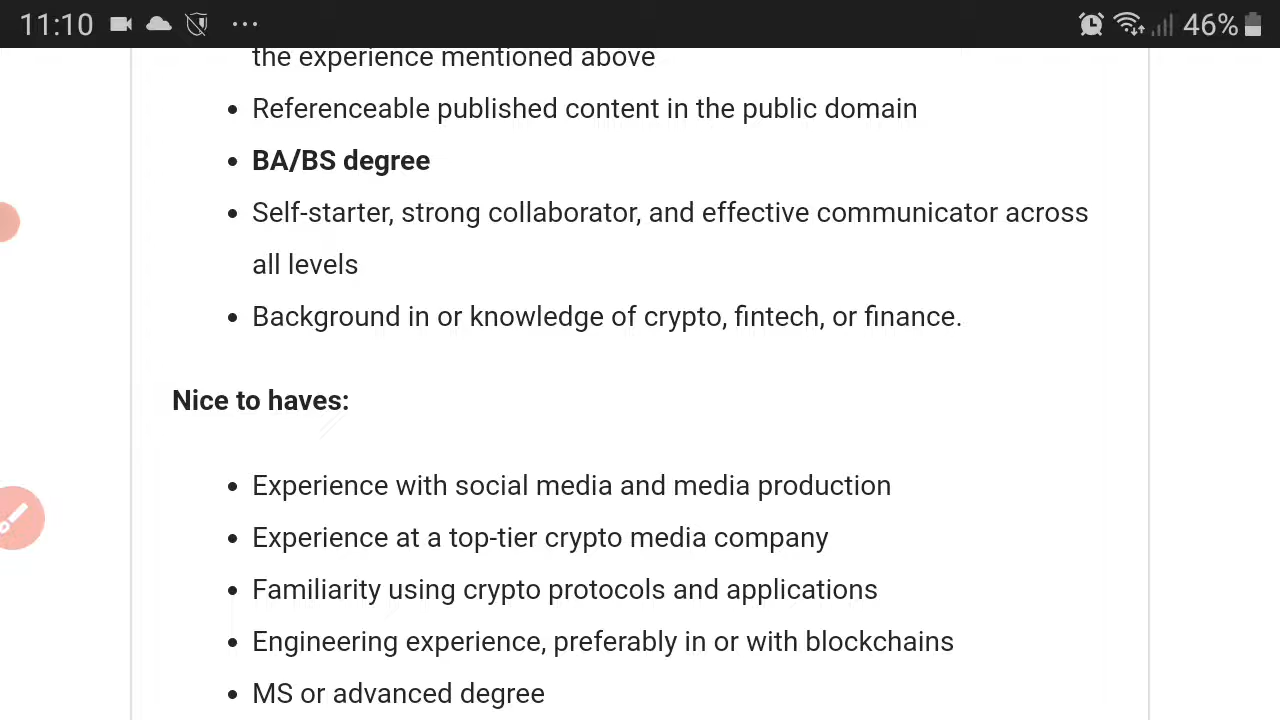 11:10 46%
the experience mentioned above
• Referenceable published content in the public domain
• BA/BS degree
• Self-starter, strong collaborator, and effective communicator across
all levels
• Background in or knowledge of crypto, fintech, or finance.
Nice to haves:
• Experience with social media and media production
• Experience at a top-tier crypto media company
• Familiarity using crypto protocols and applications
• Engineering experience, preferably in or with blockchains
• MS or advanced degree